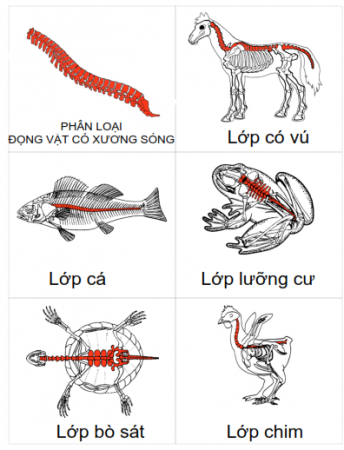 PHÂN LOẠI
ĐỘNG VẬT CÓ XƯƠNG SÓNG
Lớp có vú
Lớp cá
Lớp lưỡng cư
Lớp bò sát
Lớp chim